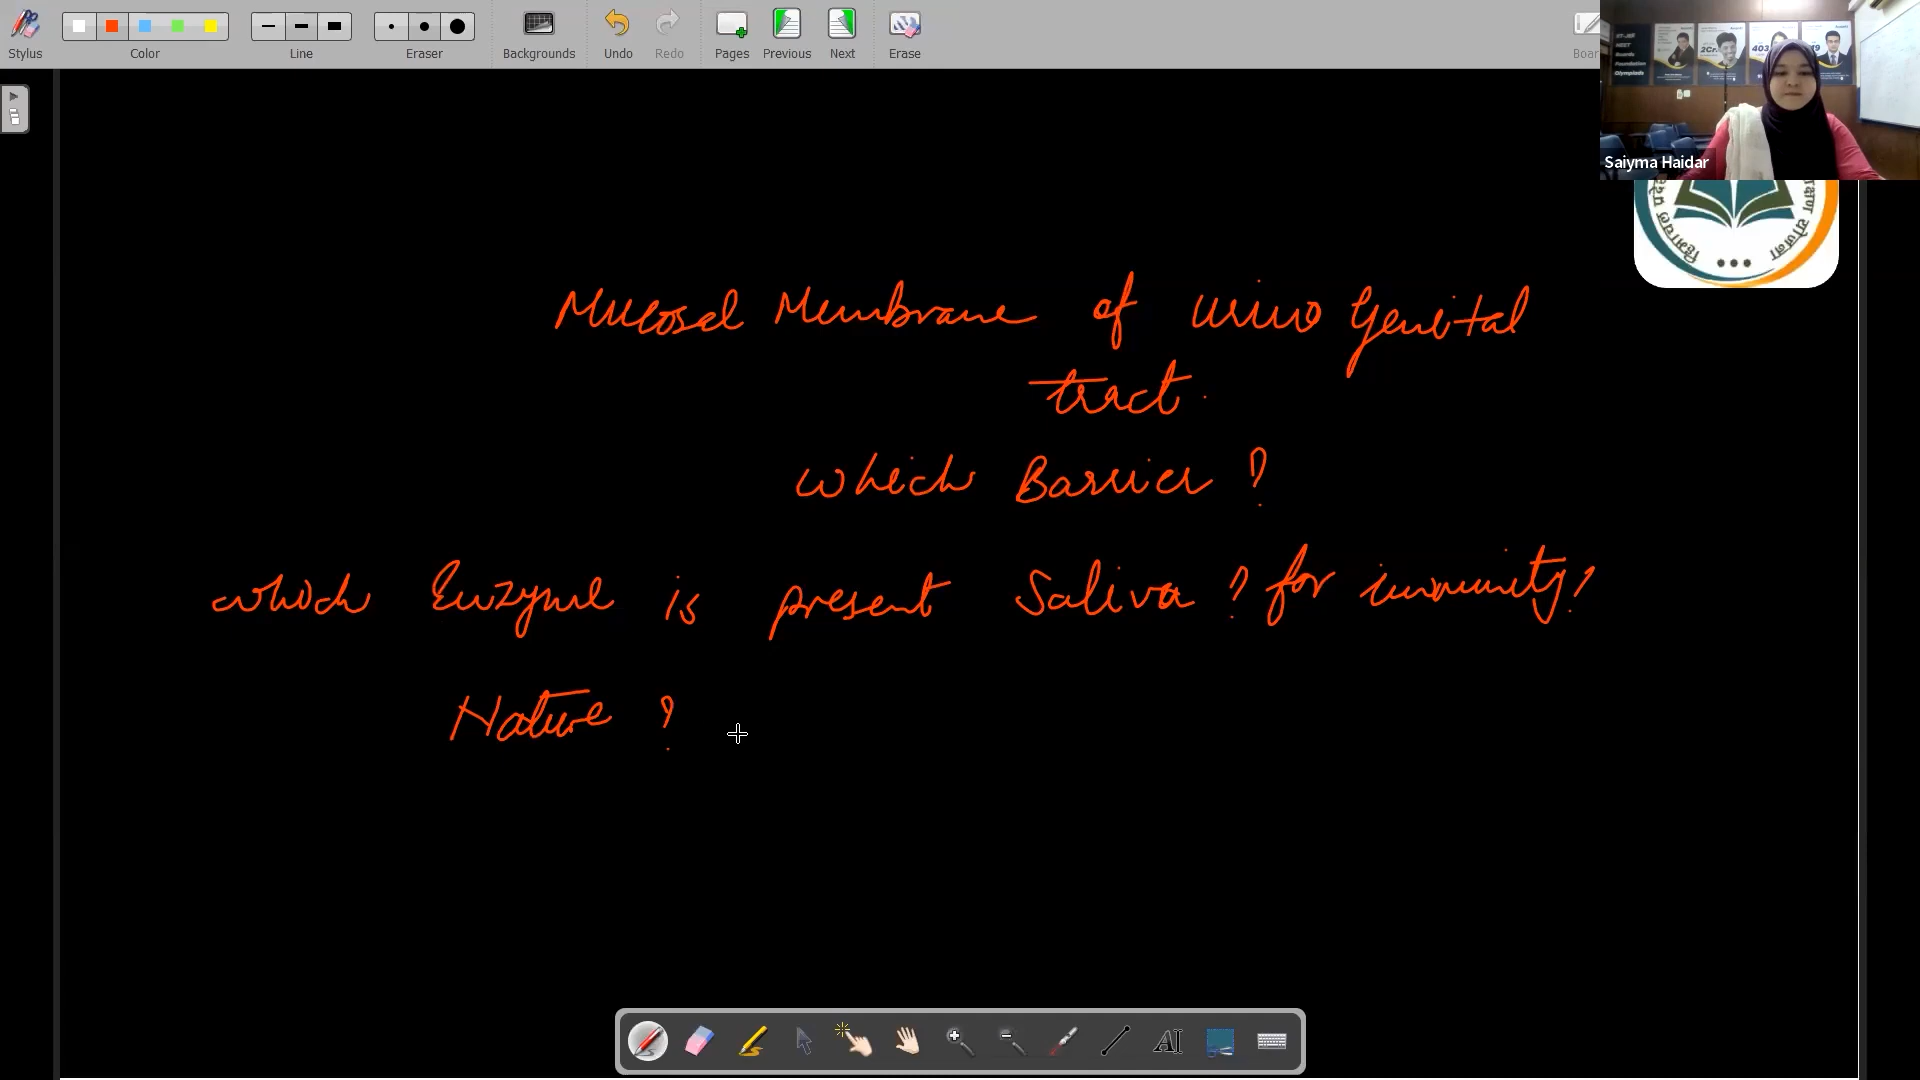 Stylus Color Line Eraser Backgrounds Undo Redo Pages Previous Next Erase
Saiyma Haidar
Mucosal Membrane of Urino Genital
tract.
which Barrier ?
which Enzyme is present Saliva ? for immunity?
Nature ?